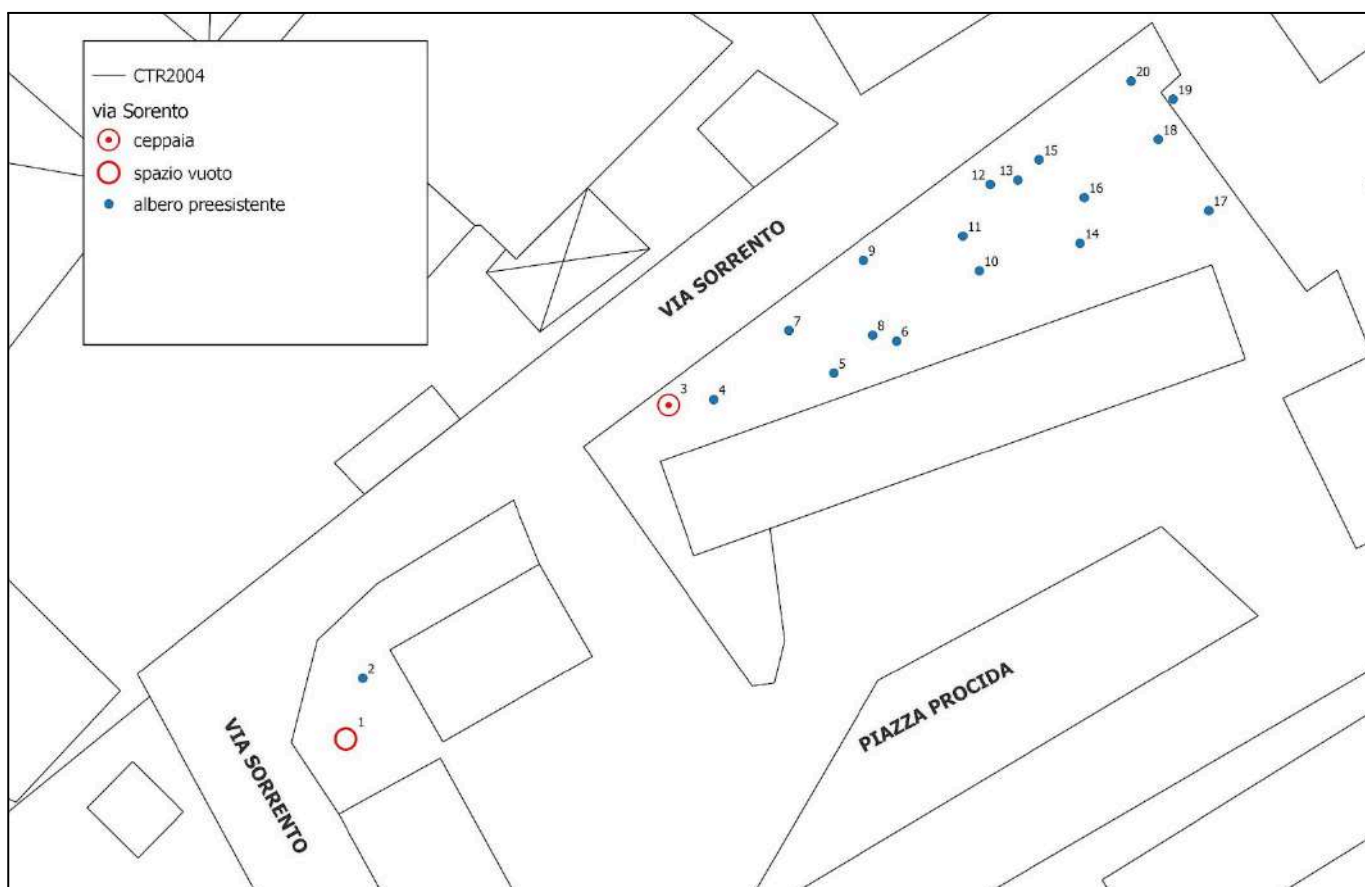 CTR2004
via Sorento
ceppaia
spazio vuoto
albero preesistente
20
19
18
15
12 13
16
17
VIA SORRENTO
11
14
9
10
7
8 6
5
3
4
2
1
VIA SORRENTO
PIAZZA PROCIDA